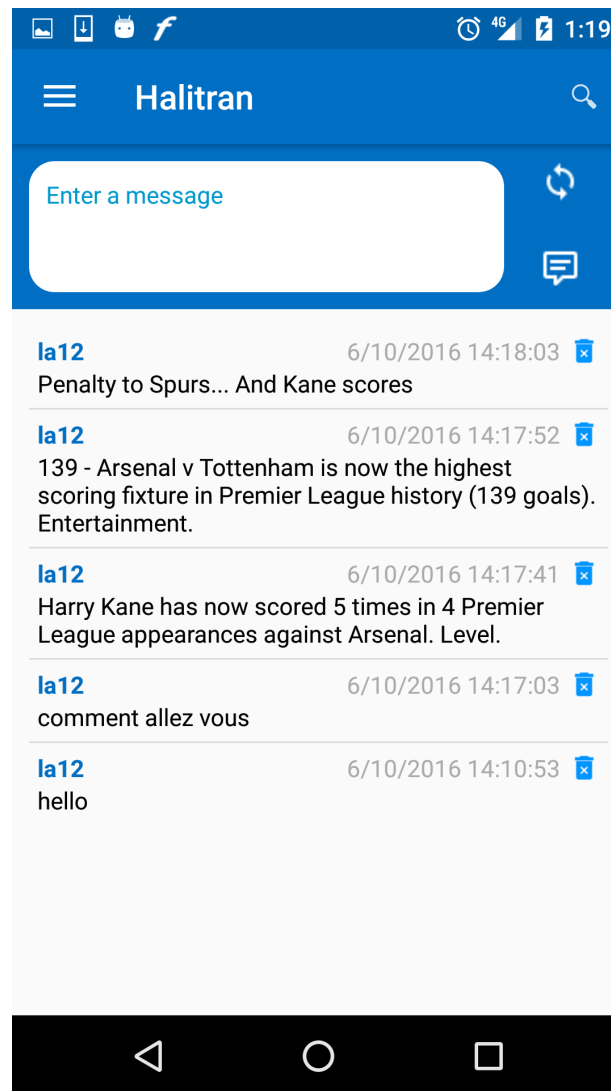 4G 1:19
Halitran
Enter a message
la12 6/10/2016 14:18:03
Penalty to Spurs... And Kane scores
la12 6/10/2016 14:17:52
139 - Arsenal v Tottenham is now the highest
scoring fixture in Premier League history (139 goals).
Entertainment.
la12 6/10/2016 14:17:41
Harry Kane has now scored 5 times in 4 Premier
League appearances against Arsenal. Level.
la12 6/10/2016 14:17:03
comment allez vous
la12 6/10/2016 14:10:53
hello